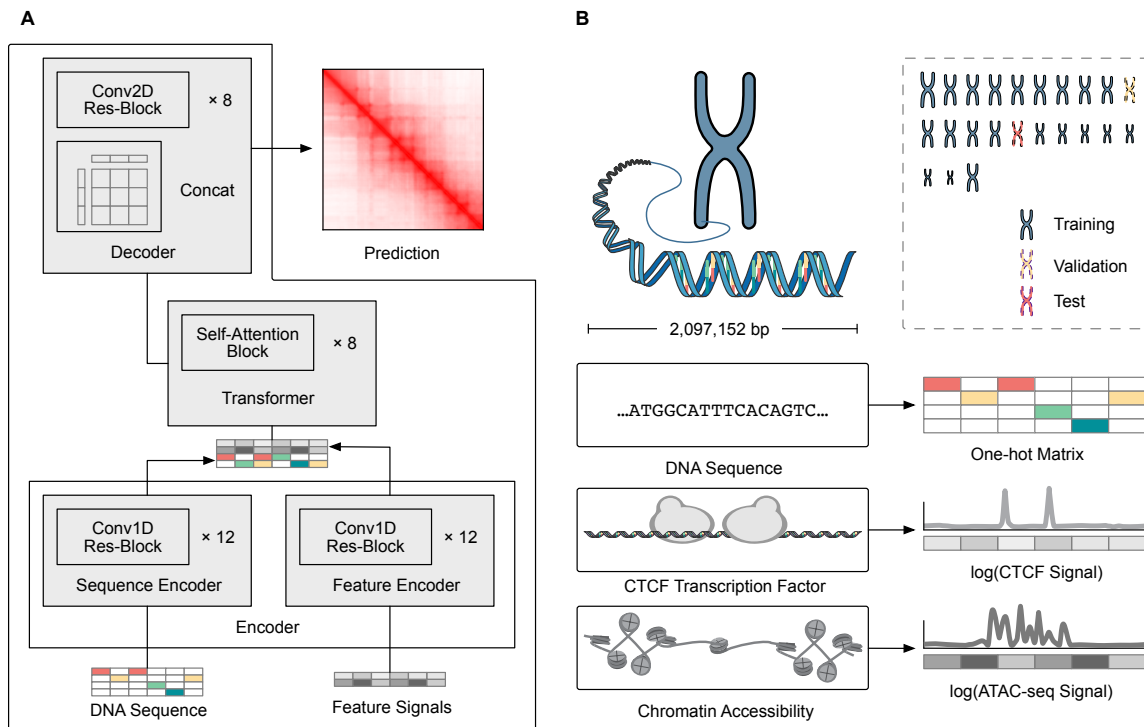 A
Conv2D
Res-Block
× 8
Concat
Decoder
Prediction
Self-Attention
Block
× 8
Transformer
Conv1D
Res-Block
× 12
Sequence Encoder
Conv1D
Res-Block
× 12
Feature Encoder
Encoder
DNA Sequence
Feature Signals
B
2,097,152 bp
Training
Validation
Test
...ATGGCATTTCACAGTC...
DNA Sequence
One-hot Matrix
CTCF Transcription Factor
log(CTCF Signal)
Chromatin Accessibility
log(ATAC-seq Signal)